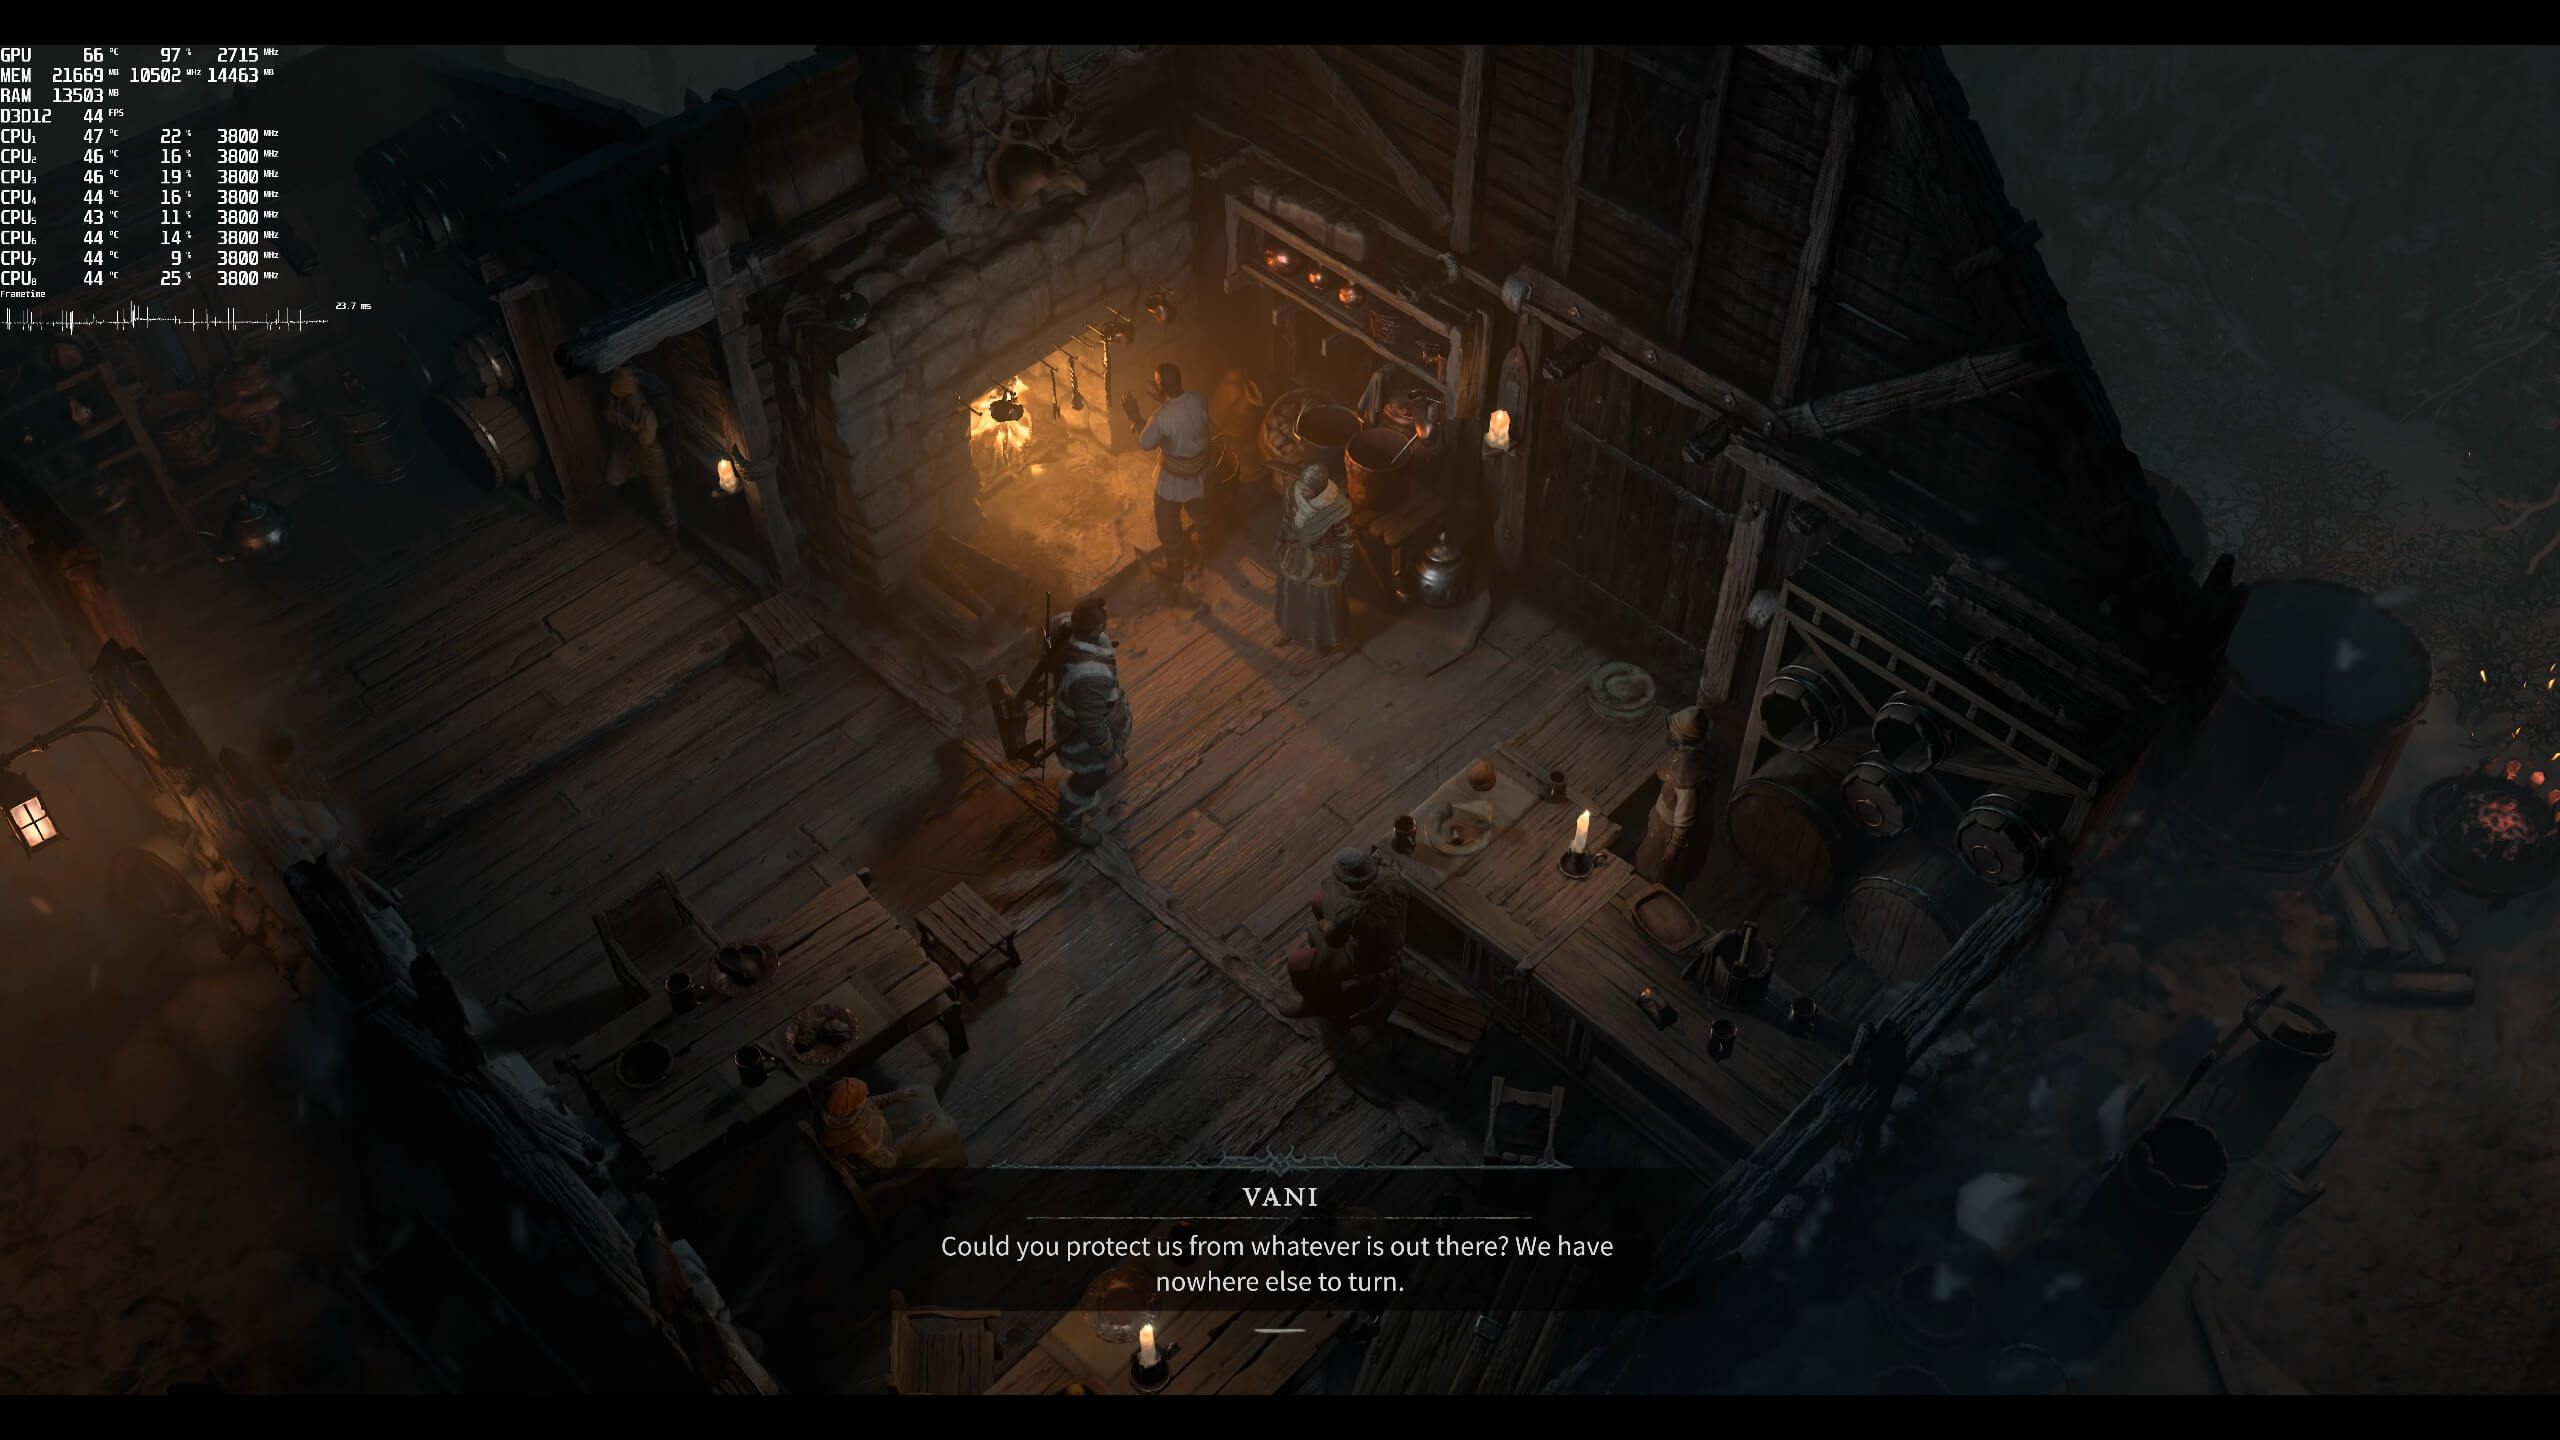 GPU 66 °C 97 % 2715 MHz
MEM 21669 MB 10502 MHz 14463 MB
RAM 13503 MB
D3D12 44 FPS
CPU1 47 °C 22 % 3800 MHz
CPU2 46 °C 16 % 3800 MHz
CPU3 46 °C 19 % 3800 MHz
CPU4 44 °C 16 % 3800 MHz
CPU5 43 °C 11 % 3800 MHz
CPU6 44 °C 14 % 3800 MHz
CPU7 44 °C 9 % 3800 MHz
CPU8 44 °C 25 % 3800 MHz
Frametime
23.7 ms
VANI
Could you protect us from whatever is out there? We have
nowhere else to turn.